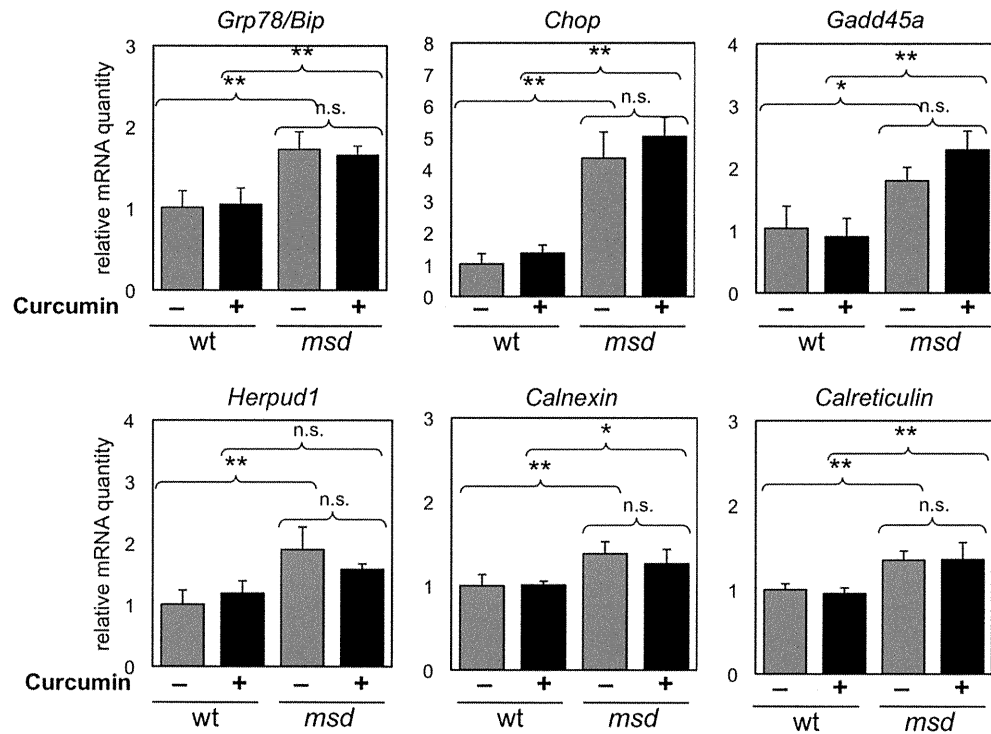 Grp78/Bip
relative mRNA quantity
3
2
1
0
**
**
n.s.
Curcumin – + – +
wt msd
Chop
8
7
6
5
4
3
2
1
0
**
**
n.s.
– + – +
wt msd
Gadd45a
4
3
2
1
0
**
*
n.s.
– + – +
wt msd
Herpud1
relative mRNA quantity
4
3
2
1
0
n.s.
**
n.s.
Curcumin – + – +
wt msd
Calnexin
3
2
1
0
*
**
n.s.
– + – +
wt msd
Calreticulin
3
2
1
0
**
**
n.s.
– + – +
wt msd